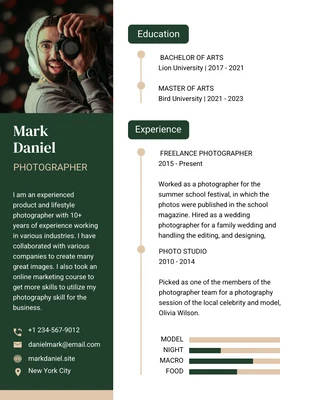 Mark
Daniel
PHOTOGRAPHER
I am an experienced
product and lifestyle
photographer with 10+
years of experience working
in various industries. I have
collaborated with various
companies to create many
great images. I also took an
online marketing course to
get more skills to utilize my
photography skill for the
business.
+1 234-567-9012
danielmark@email.com
markdaniel.site
New York City
Education
BACHELOR OF ARTS
Lion University | 2017 - 2021
MASTER OF ARTS
Bird University | 2021 - 2023
Experience
FREELANCE PHOTOGRAPHER
2015 - Present
Worked as a photographer for the
summer school festival, in which the
photos were published in the school
magazine. Hired as a wedding
photographer for a family wedding and
handling the editing, and designing,
PHOTO STUDIO
2010 - 2014
Picked as one of the members of the
photographer team for a photography
session of the local celebrity and model,
Olivia Wilson.
MODEL
NIGHT
MACRO
FOOD